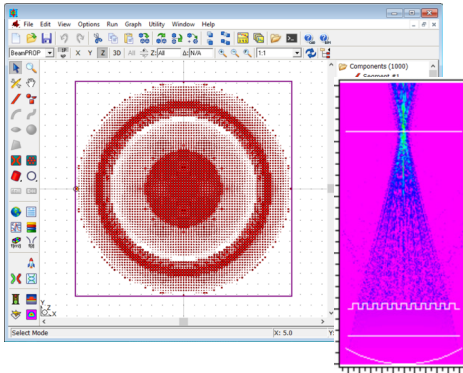 File Edit View Options Run Graph Utility Window Help
BeamPROP X Y Z 3D All Z: All Δ: N/A 1:1
Components (1000)
Segment #1
Y
Z
X
Select Mode X: 5.0 Y: